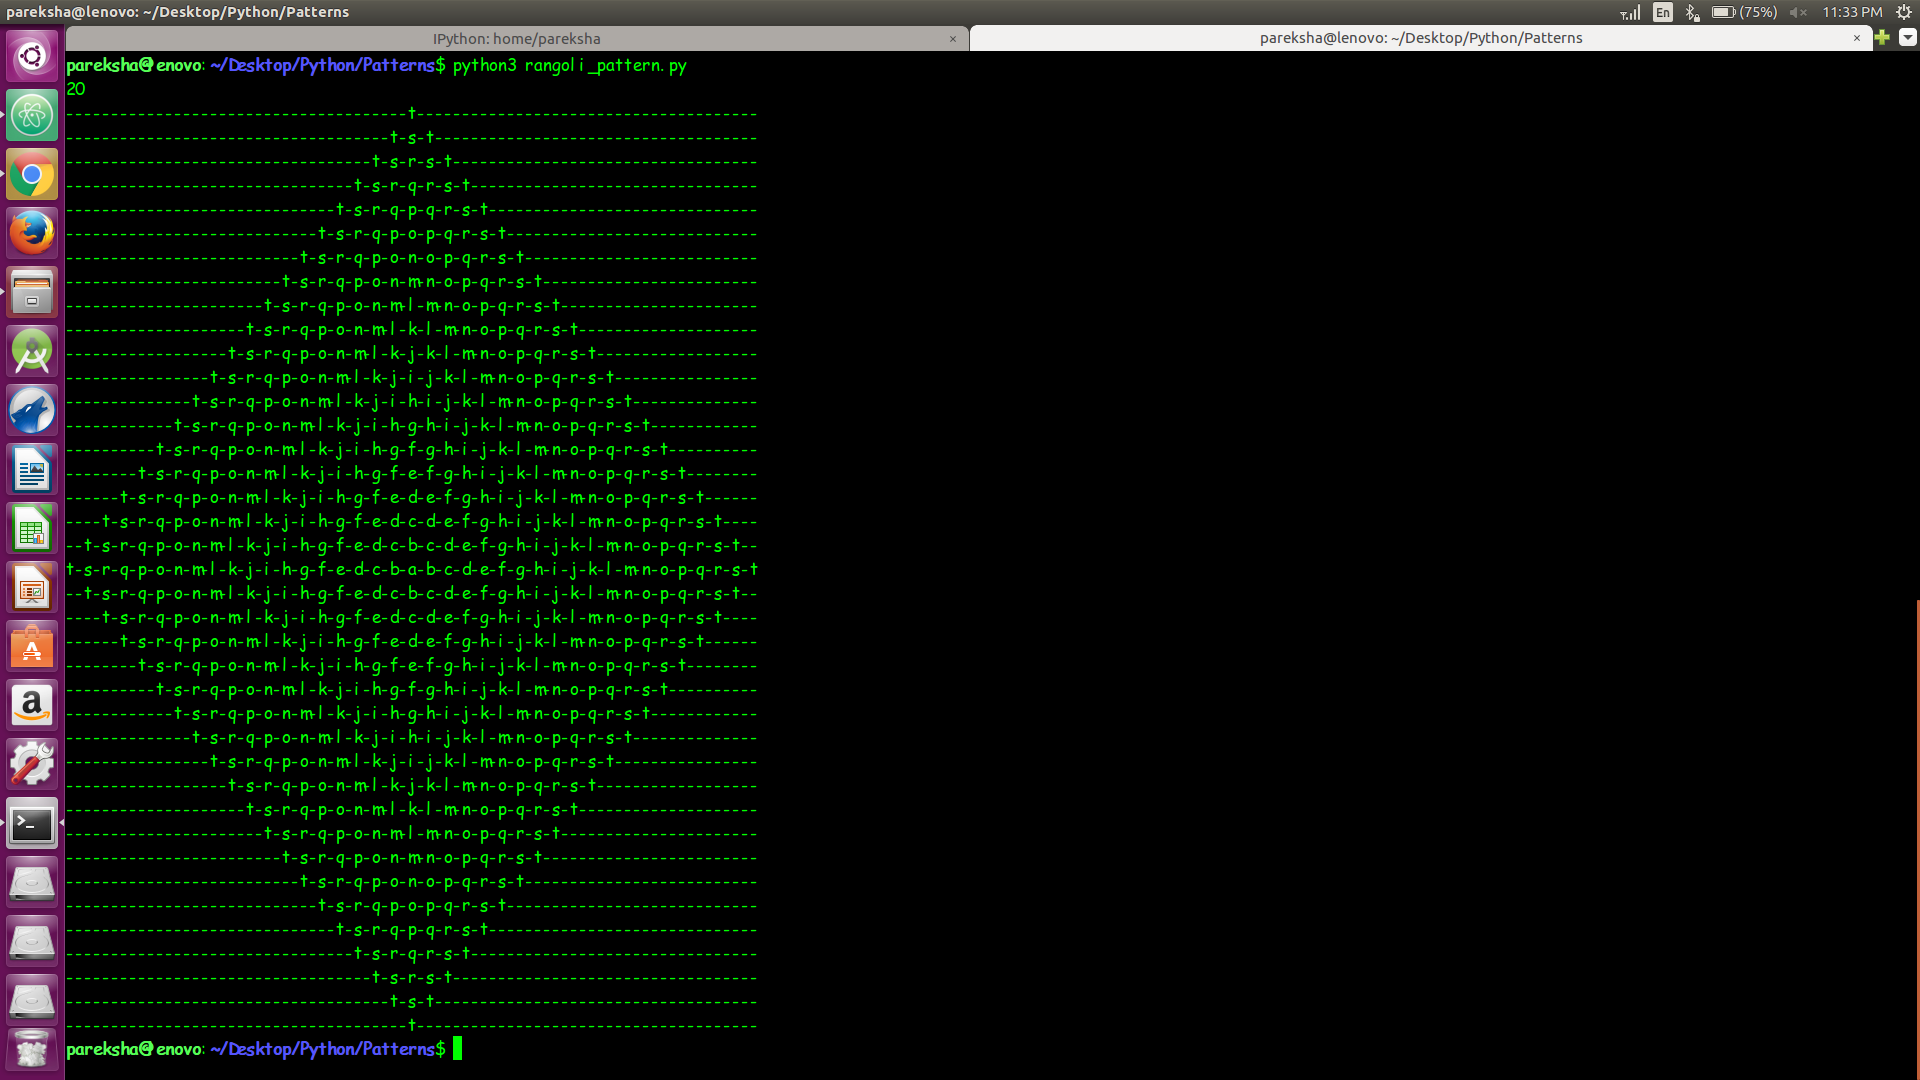 pareksha@lenovo: ~/Desktop/Python/Patterns
En (75%) 11:33 PM
IPython: home/pareksha ×
pareksha@lenovo: ~/Desktop/Python/Patterns ×
pareksha@lenovo:~/Desktop/Python/Patterns$ python3 rangoli_pattern.py
20
--------------------------------------t--------------------------------------
------------------------------------t-s-t------------------------------------
----------------------------------t-s-r-s-t----------------------------------
--------------------------------t-s-r-q-r-s-t--------------------------------
------------------------------t-s-r-q-p-q-r-s-t------------------------------
----------------------------t-s-r-q-p-o-p-q-r-s-t----------------------------
--------------------------t-s-r-q-p-o-n-o-p-q-r-s-t--------------------------
------------------------t-s-r-q-p-o-n-m-n-o-p-q-r-s-t------------------------
----------------------t-s-r-q-p-o-n-m-l-m-n-o-p-q-r-s-t----------------------
--------------------t-s-r-q-p-o-n-m-l-k-l-m-n-o-p-q-r-s-t--------------------
------------------t-s-r-q-p-o-n-m-l-k-j-k-l-m-n-o-p-q-r-s-t------------------
----------------t-s-r-q-p-o-n-m-l-k-j-i-j-k-l-m-n-o-p-q-r-s-t----------------
--------------t-s-r-q-p-o-n-m-l-k-j-i-h-i-j-k-l-m-n-o-p-q-r-s-t--------------
------------t-s-r-q-p-o-n-m-l-k-j-i-h-g-h-i-j-k-l-m-n-o-p-q-r-s-t------------
----------t-s-r-q-p-o-n-m-l-k-j-i-h-g-f-g-h-i-j-k-l-m-n-o-p-q-r-s-t----------
--------t-s-r-q-p-o-n-m-l-k-j-i-h-g-f-e-f-g-h-i-j-k-l-m-n-o-p-q-r-s-t--------
------t-s-r-q-p-o-n-m-l-k-j-i-h-g-f-e-d-e-f-g-h-i-j-k-l-m-n-o-p-q-r-s-t------
----t-s-r-q-p-o-n-m-l-k-j-i-h-g-f-e-d-c-d-e-f-g-h-i-j-k-l-m-n-o-p-q-r-s-t----
--t-s-r-q-p-o-n-m-l-k-j-i-h-g-f-e-d-c-b-c-d-e-f-g-h-i-j-k-l-m-n-o-p-q-r-s-t--
t-s-r-q-p-o-n-m-l-k-j-i-h-g-f-e-d-c-b-a-b-c-d-e-f-g-h-i-j-k-l-m-n-o-p-q-r-s-t
--t-s-r-q-p-o-n-m-l-k-j-i-h-g-f-e-d-c-b-c-d-e-f-g-h-i-j-k-l-m-n-o-p-q-r-s-t--
----t-s-r-q-p-o-n-m-l-k-j-i-h-g-f-e-d-c-d-e-f-g-h-i-j-k-l-m-n-o-p-q-r-s-t----
------t-s-r-q-p-o-n-m-l-k-j-i-h-g-f-e-d-e-f-g-h-i-j-k-l-m-n-o-p-q-r-s-t------
--------t-s-r-q-p-o-n-m-l-k-j-i-h-g-f-e-f-g-h-i-j-k-l-m-n-o-p-q-r-s-t--------
----------t-s-r-q-p-o-n-m-l-k-j-i-h-g-f-g-h-i-j-k-l-m-n-o-p-q-r-s-t----------
------------t-s-r-q-p-o-n-m-l-k-j-i-h-g-h-i-j-k-l-m-n-o-p-q-r-s-t------------
--------------t-s-r-q-p-o-n-m-l-k-j-i-h-i-j-k-l-m-n-o-p-q-r-s-t--------------
----------------t-s-r-q-p-o-n-m-l-k-j-i-j-k-l-m-n-o-p-q-r-s-t----------------
------------------t-s-r-q-p-o-n-m-l-k-j-k-l-m-n-o-p-q-r-s-t------------------
--------------------t-s-r-q-p-o-n-m-l-k-l-m-n-o-p-q-r-s-t--------------------
----------------------t-s-r-q-p-o-n-m-l-m-n-o-p-q-r-s-t----------------------
------------------------t-s-r-q-p-o-n-m-n-o-p-q-r-s-t------------------------
--------------------------t-s-r-q-p-o-n-o-p-q-r-s-t--------------------------
----------------------------t-s-r-q-p-o-p-q-r-s-t----------------------------
------------------------------t-s-r-q-p-q-r-s-t------------------------------
--------------------------------t-s-r-q-r-s-t--------------------------------
----------------------------------t-s-r-s-t----------------------------------
------------------------------------t-s-t------------------------------------
--------------------------------------t--------------------------------------
pareksha@lenovo:~/Desktop/Python/Patterns$